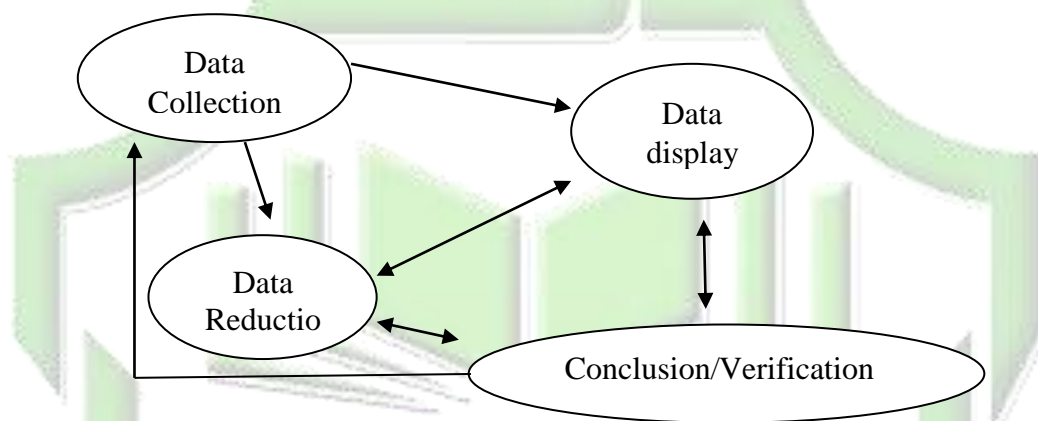 Data
Collection
Data
display
Data
Reductio
Conclusion/Verification